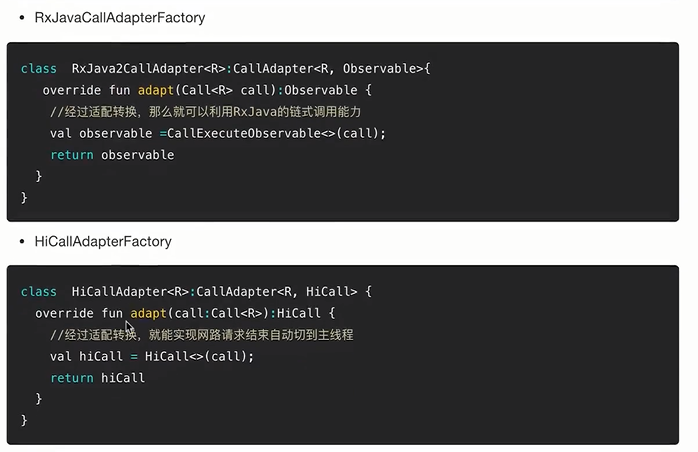 RxJavaCallAdapterFactory
class RxJava2CallAdapter<R>:CallAdapter<R, Observable>{
override fun adapt(Call<R> call):Observable {
//经过适配转换，那么就可以利用RxJava的链式调用能力
val observable =CallExecuteObservable<>(call);
return observable
}
}
HiCallAdapterFactory
class HiCallAdapter<R>:CallAdapter<R, HiCall> {
override fun adapt(call:Call<R>):HiCall {
//经过适配转换，就能实现网路请求结束自动切到主线程
val hiCall = HiCall<>(call);
return hiCall
}
}